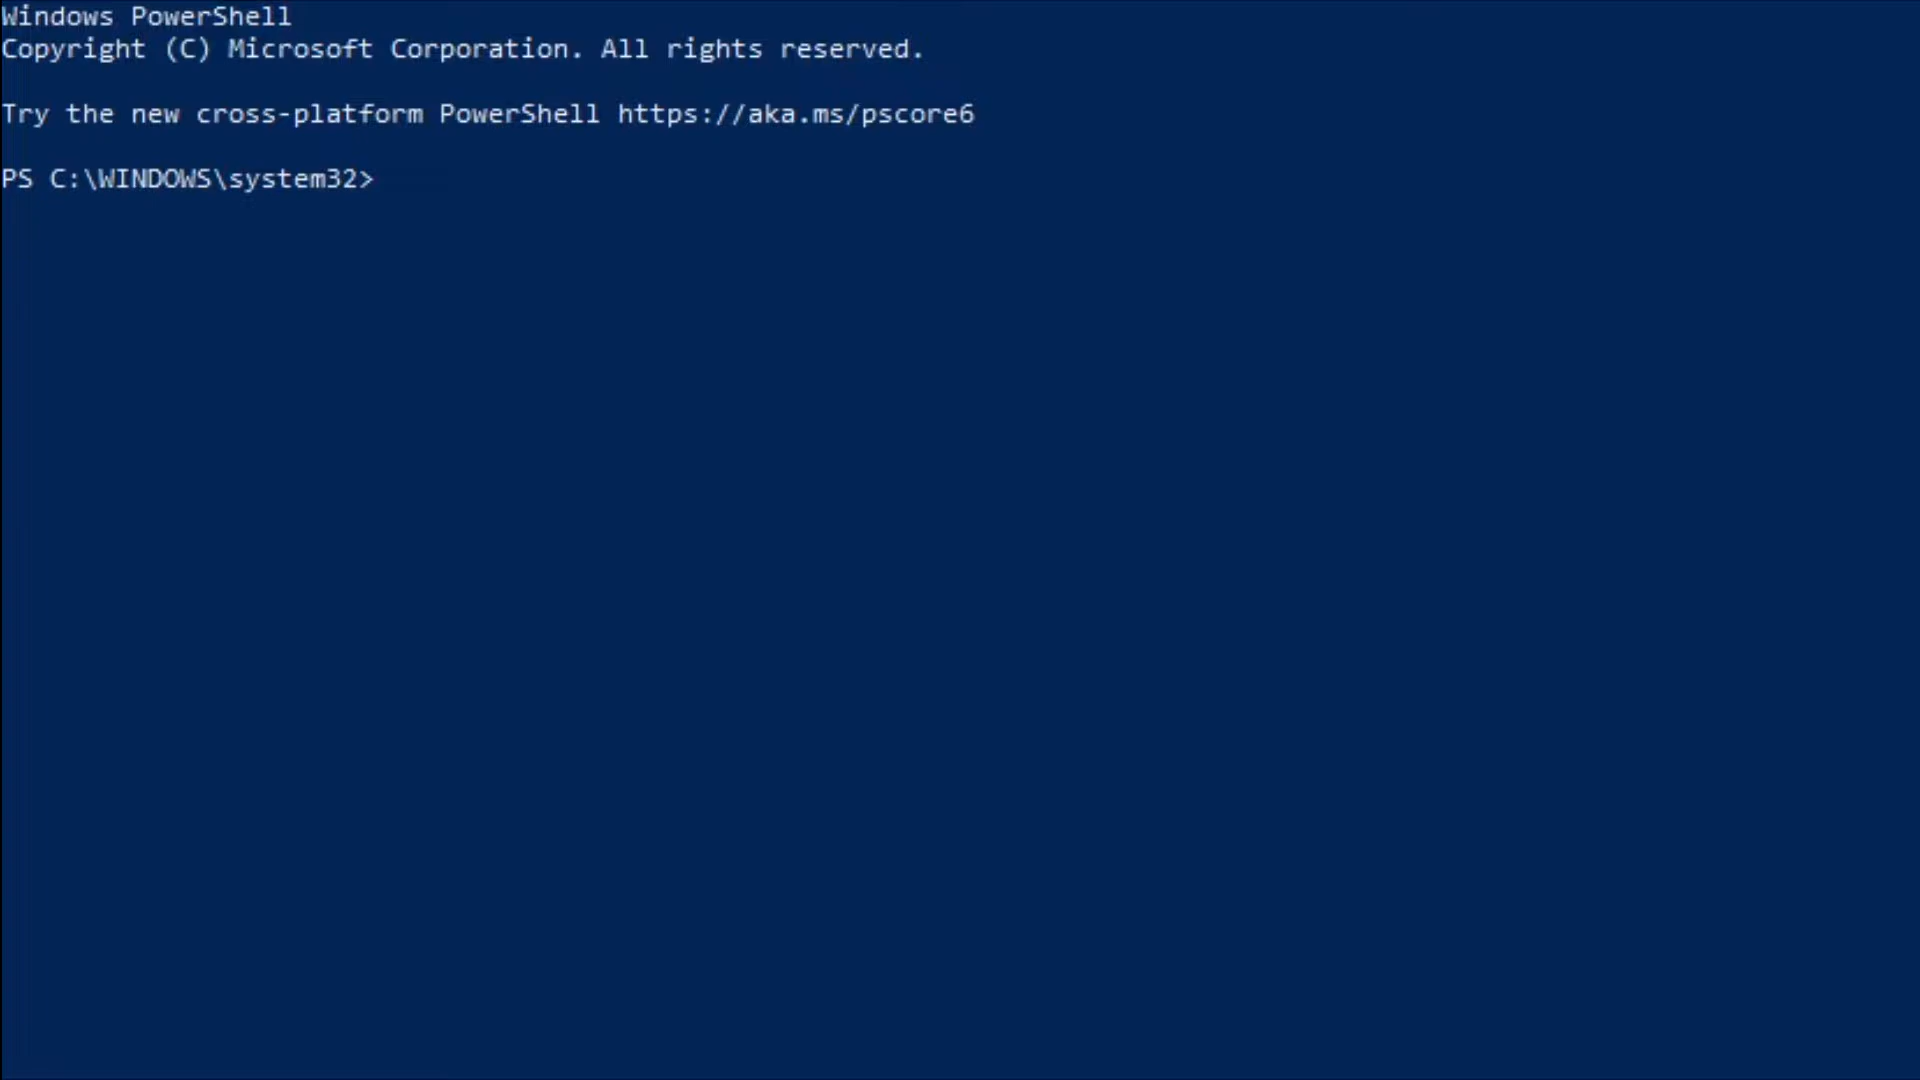 Windows PowerShell
Copyright (C) Microsoft Corporation. All rights reserved.
Try the new cross-platform PowerShell https://aka.ms/pscore6
PS C:\WINDOWS\system32>